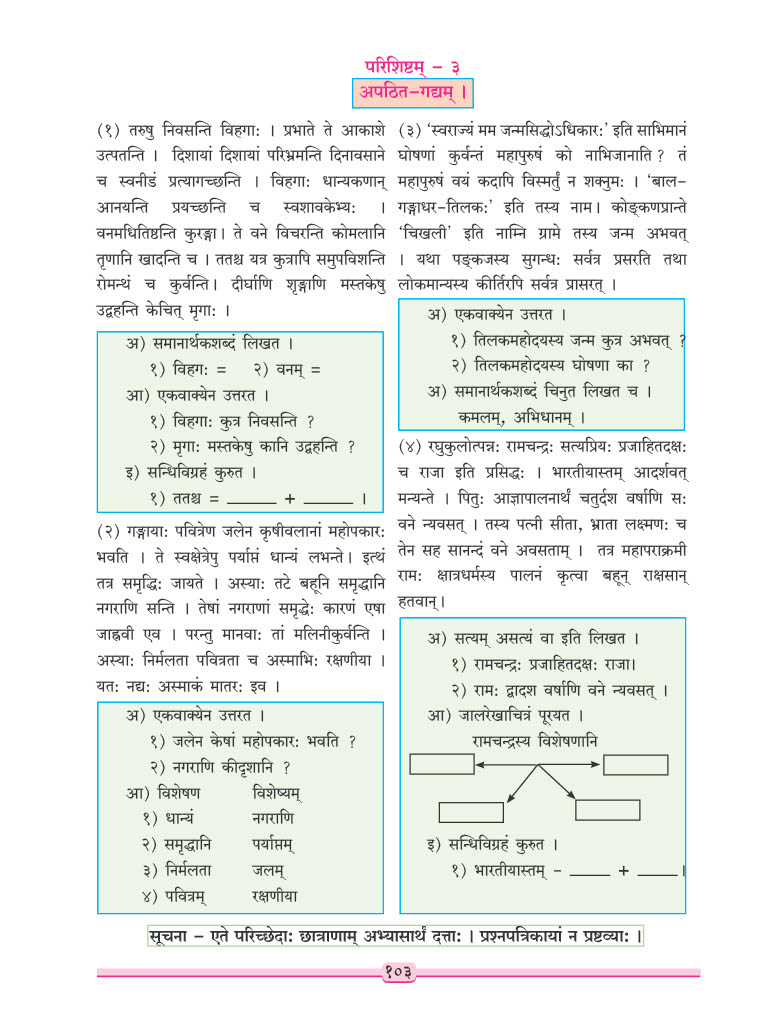 परिशिष्टम् - ३
अपठित-गद्यम् ।
(१) तरुषु निवसन्ति विहगाः । प्रभाते ते आकाशे
उत्पतन्ति । दिशायां दिशायां परिभ्रमन्ति दिनावसाने
च स्वनीडं प्रत्यागच्छन्ति । विहगाः धान्यकणान्
आनयन्ति प्रयच्छन्ति च स्वशावकेभ्यः ।
वनमधितिष्ठन्ति कुरङ्गा। ते वने विचरन्ति कोमलानि
तृणानि खादन्ति च । ततश्च यत्र कुत्रापि समुपविशन्ति
रोमन्थं च कुर्वन्ति। दीर्घाणि शृङ्गाणि मस्तकेषु
उद्वहन्ति केचित् मृगाः ।
अ) समानार्थकशब्दं लिखत ।
१) विहगः = २) वनम् =
आ) एकवाक्येन उत्तरत ।
१) विहगाः कुत्र निवसन्ति ?
२) मृगाः मस्तकेषु कानि उद्वहन्ति ?
इ) सन्धिविग्रहं कुरुत ।
१) ततश्च = ______ + ______ ।
(२) गङ्गायाः पवित्रेण जलेन कृषीवलानां महोपकारः
भवति । ते स्वक्षेत्रेपु पर्याप्तं धान्यं लभन्ते। इत्थं
तत्र समृद्धिः जायते । अस्याः तटे बहूनि समृद्धानि
नगराणि सन्ति । तेषां नगराणां समृद्धेः कारणं एषा
जाह्नवी एव । परन्तु मानवाः तां मलिनीकुर्वन्ति ।
अस्याः निर्मलता पवित्रता च अस्माभिः रक्षणीया ।
यतः नद्यः अस्माकं मातरः इव ।
अ) एकवाक्येन उत्तरत ।
१) जलेन केषां महोपकारः भवति ?
२) नगराणि कीदृशानि ?
आ) विशेषण विशेष्यम्
१) धान्यं नगराणि
२) समृद्धानि पर्याप्तम्
३) निर्मलता जलम्
४) पवित्रम् रक्षणीया
(३) ‘स्वराज्यं मम जन्मसिद्धोऽधिकारः’ इति साभिमानं
घोषणां कुर्वन्तं महापुरुषं को नाभिजानाति ? तं
महापुरुषं वयं कदापि विस्मर्तुं न शक्नुमः । ‘बाल-
गङ्गाधर-तिलकः’ इति तस्य नाम। कोङ्कणप्रान्ते
‘चिखली’ इति नाम्नि ग्रामे तस्य जन्म अभवत्
। यथा पङ्कजस्य सुगन्धः सर्वत्र प्रसरति तथा
लोकमान्यस्य कीर्तिरपि सर्वत्र प्रासरत् ।
अ) एकवाक्येन उत्तरत ।
१) तिलकमहोदयस्य जन्म कुत्र अभवत् ?
२) तिलकमहोदयस्य घोषणा का ?
अ) समानार्थकशब्दं चिनुत लिखत च ।
कमलम्, अभिधानम् ।
(४) रघुकुलोत्पन्नः रामचन्द्रः सत्यप्रियः प्रजाहितदक्षः
च राजा इति प्रसिद्धः । भारतीयास्तम् आदर्शवत्
मन्यन्ते । पितुः आज्ञापालनार्थं चतुर्दश वर्षाणि सः
वने न्यवसत् । तस्य पत्नी सीता, भ्राता लक्ष्मणः च
तेन सह सानन्दं वने अवसताम् । तत्र महापराक्रमी
रामः क्षात्रधर्मस्य पालनं कृत्वा बहून् राक्षसान्
हतवान्।
अ) सत्यम् असत्यं वा इति लिखत ।
१) रामचन्द्रः प्रजाहितदक्षः राजा।
२) रामः द्वादश वर्षाणि वने न्यवसत् ।
आ) जालरेखाचित्रं पूरयत ।
रामचन्द्रस्य विशेषणानि
इ) सन्धिविग्रहं कुरुत ।
१) भारतीयास्तम् - _____ + _____।
सूचना - एते परिच्छेदाः छात्राणाम् अभ्यासार्थं दत्ताः । प्रश्नपत्रिकायां न प्रष्टव्याः ।
१०३